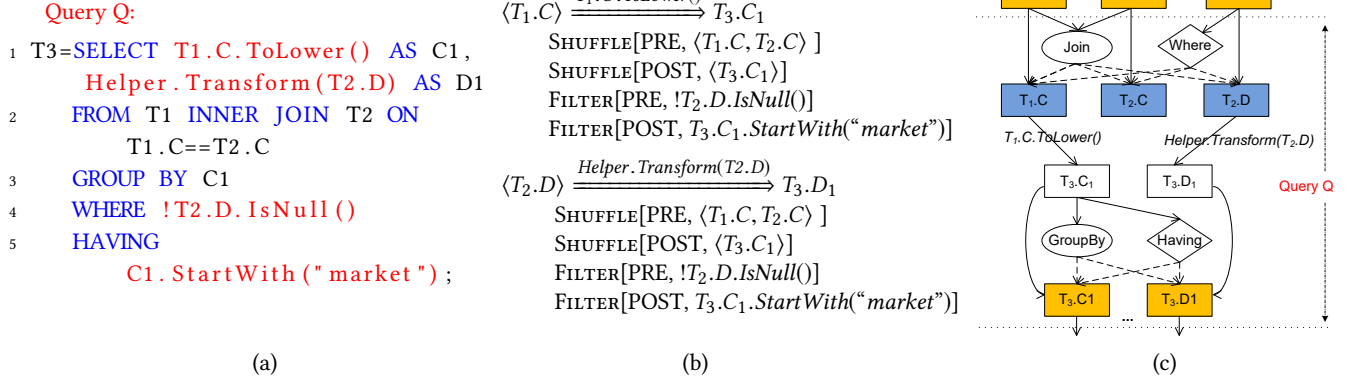 Query Q:
1 T3=SELECT T1.C.ToLower() AS C1,
Helper.Transform(T2.D) AS D1
2 FROM T1 INNER JOIN T2 ON
T1.C==T2.C
3 GROUP BY C1
4 WHERE !T2.D.IsNull()
5 HAVING
C1.StartWith("market");
(a)
⟨T₁.C⟩ ⟹ T₃.C₁
SHUFFLE[PRE, ⟨T₁.C, T₂.C⟩ ]
SHUFFLE[POST, ⟨T₃.C₁⟩]
FILTER[PRE, !T₂.D.IsNull()]
FILTER[POST, T₃.C₁.StartWith(“market”)]
Helper.Transform(T2.D)
⟨T₂.D⟩ ⟹ T₃.D₁
SHUFFLE[PRE, ⟨T₁.C, T₂.C⟩ ]
SHUFFLE[POST, ⟨T₃.C₁⟩]
FILTER[PRE, !T₂.D.IsNull()]
FILTER[POST, T₃.C₁.StartWith(“market”)]
(b)
Join Where
T₁.C T₂.C T₂.D
T₁.C.ToLower() Helper.Transform(T₂.D)
T₃.C₁ T₃.D₁
Query Q
GroupBy Having
T₃.C1 T₃.D1
...
(c)